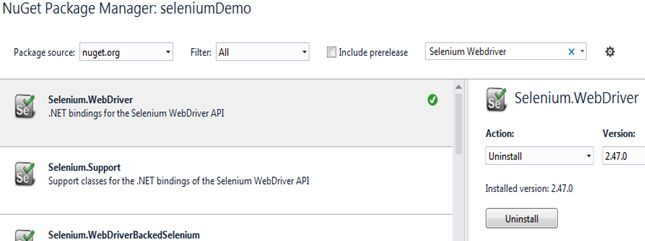 NuGet Package Manager: seleniumDemo
Package source: nuget.org Filter: All Include prerelease Selenium Webdriver
Selenium.WebDriver
.NET bindings for the Selenium WebDriver API
Selenium.Support
Support classes for the .NET bindings of the Selenium WebDriver API
Selenium.WebDriverBackedSelenium
Se Selenium.WebDriver
Action: Version:
Uninstall 2.47.0
Installed version: 2.47.0
Uninstall